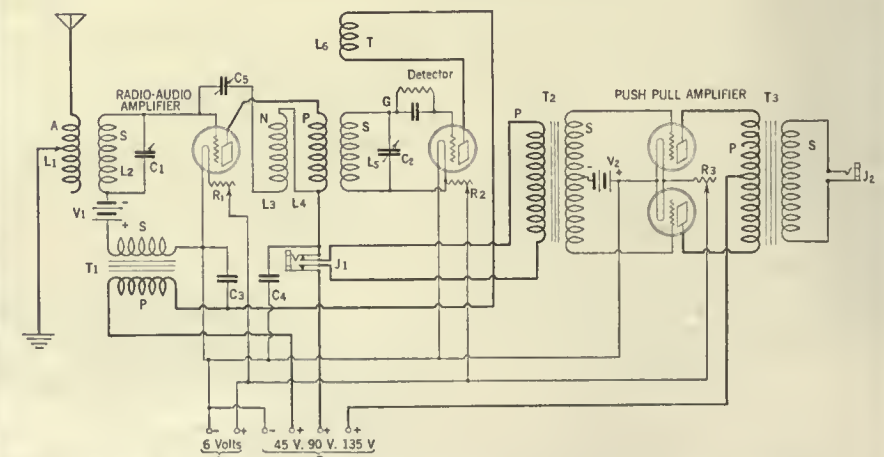 L6 T
Detector
RADIO-AUDIO
AMPLIFIER
C5
G
T2
PUSH PULL AMPLIFIER
T3
A
L1
S
L2
C1
N
P
S
L5
C2
P
S
V2
- +
P
S
R3
J2
R1
L3
L4
R2
V1
-
+
S
T1
P
C3
C4
J1
- + - + + +
6 Volts 45 V. 90 V. 135 V